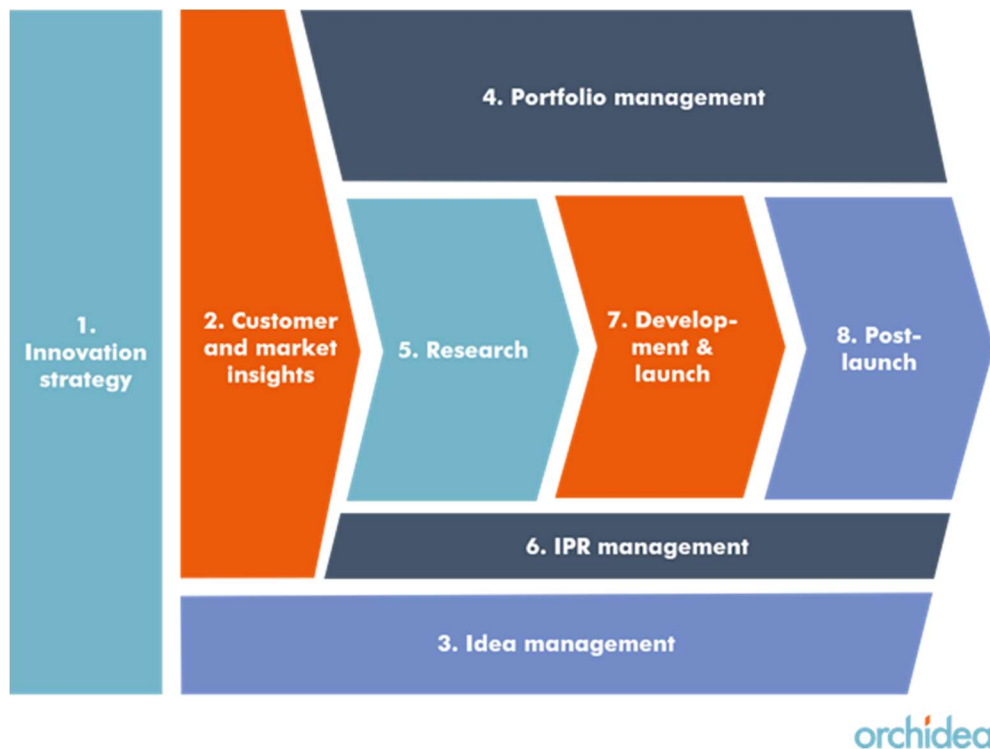 4. Portfolio management
1.
Innovation
strategy
2. Customer
and market
insights
5. Research
7. Develop-
ment &
launch
8. Post-
launch
6. IPR management
3. Idea management
orchidea